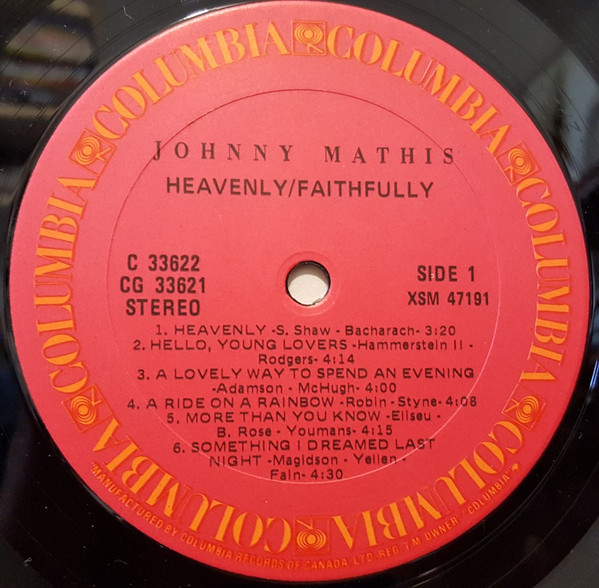 COLUMBIA COLUMBIA COLUMBIA COLUMBIA COLUMBIA COLUMBIA COLUMBIA COLUMBIA
JOHNNY MATHIS
HEAVENLY/FAITHFULLY
C 33622
CG 33621
STEREO
SIDE 1
XSM 47191
1. HEAVENLY -S. Shaw - Bacharach- 3:20
2. HELLO, YOUNG LOVERS -Hammerstein II -
Rodgers- 4:14
3. A LOVELY WAY TO SPEND AN EVENING
-Adamson - McHugh- 4:00
4. A RIDE ON A RAINBOW -Robin - Styne- 4:08
5. MORE THAN YOU KNOW -Eliseu -
B. Rose - Youmans- 4:15
6. SOMETHING I DREAMED LAST
NIGHT -Magidson - Yellen -
Fain- 4:30
"MANUFACTURED BY COLUMBIA RECORDS OF CANADA, LTD. REG. T.M. OWNER" "COLUMBIA"